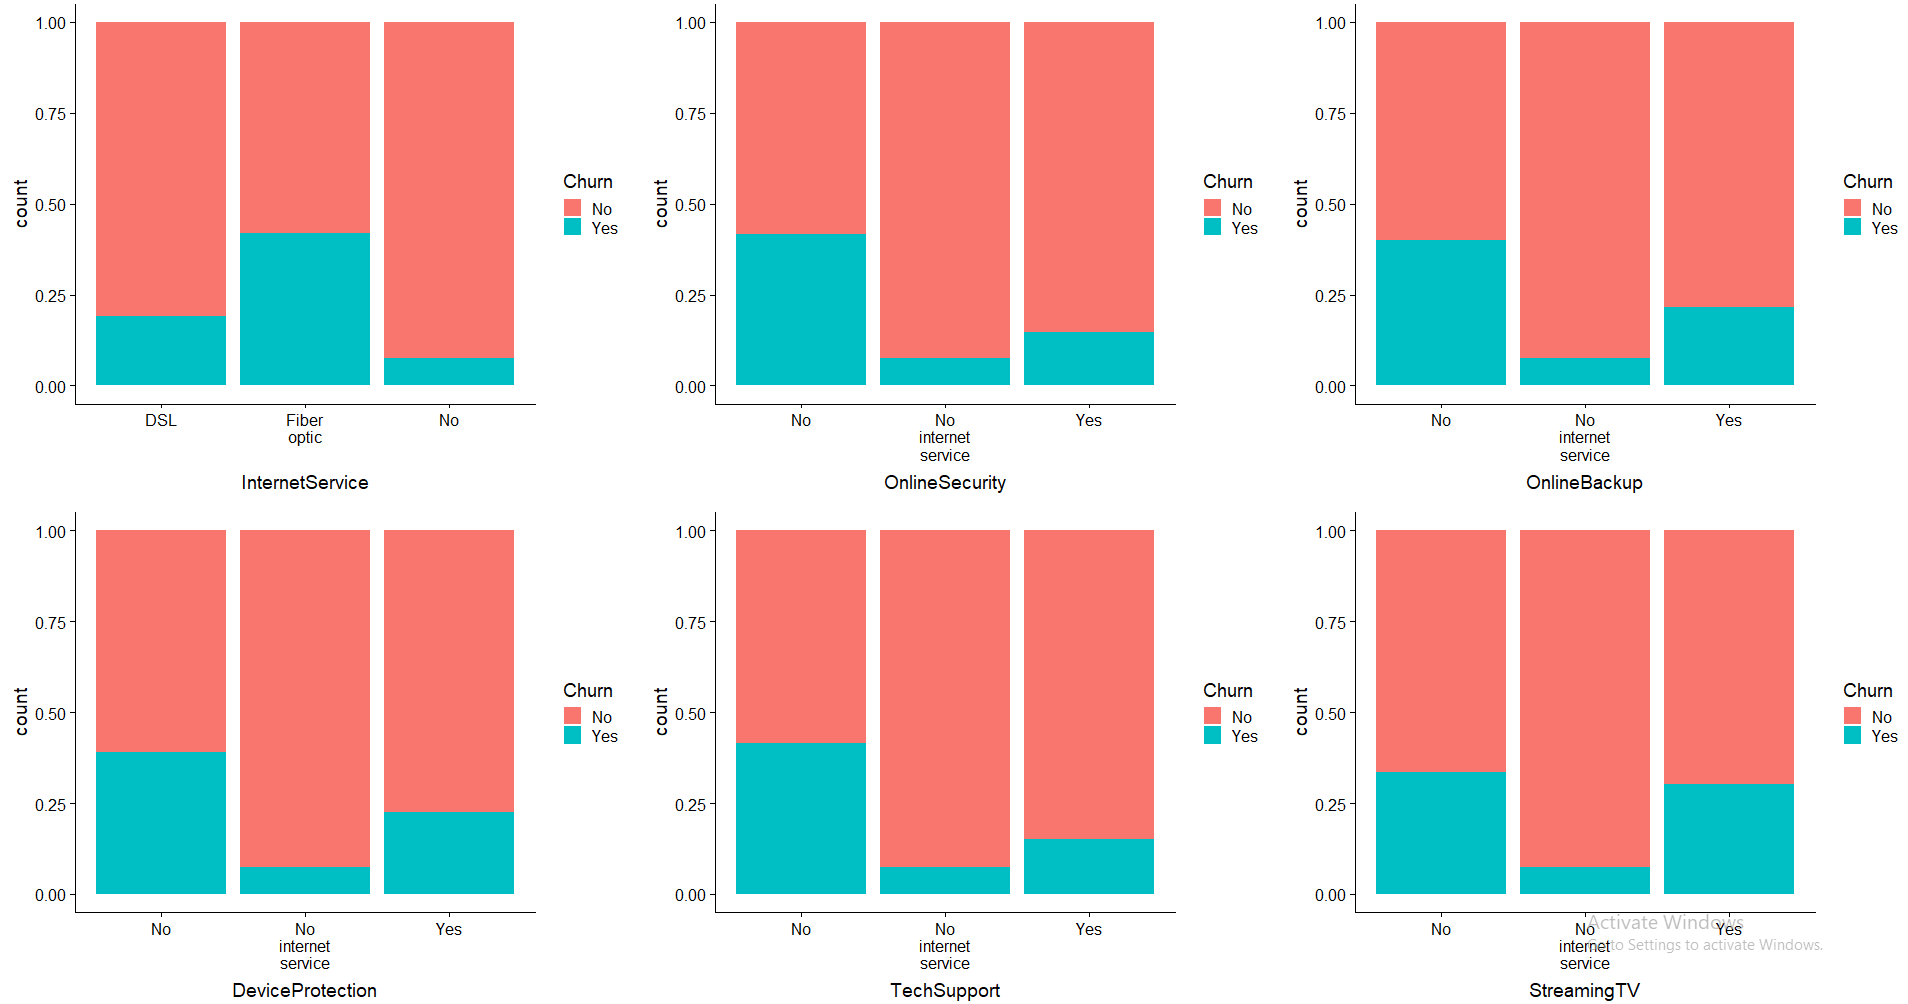 1.00
0.75
0.50
0.25
0.00
count
DSL
Fiber
optic
No
InternetService
Churn
No
Yes
1.00
0.75
0.50
0.25
0.00
count
No
No
internet
service
Yes
OnlineSecurity
Churn
No
Yes
1.00
0.75
0.50
0.25
0.00
count
No
No
internet
service
Yes
OnlineBackup
Churn
No
Yes
1.00
0.75
0.50
0.25
0.00
count
No
No
internet
service
Yes
DeviceProtection
Churn
No
Yes
1.00
0.75
0.50
0.25
0.00
count
No
No
internet
service
Yes
TechSupport
Churn
No
Yes
1.00
0.75
0.50
0.25
0.00
count
No
No
internet
service
Yes
StreamingTV
Churn
No
Yes
Activate Windows
Go to Settings to activate Windows.